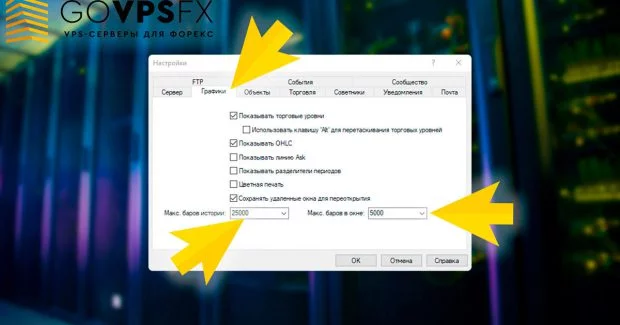 GOVPSFX
VPS-СЕРВЕРЫ ДЛЯ ФОРЕКС
Настройки
FTP События Сообщество
Сервер Графики Объекты Торговля Советники Уведомления Почта
Показывать торговые уровни
Использовать клавишу "Alt" для перетаскивания торговых уровней
Показывать OHLC
Показывать линию Ask
Показывать разделители периодов
Цветная печать
Сохранять удаленные окна для переоткрытия
Макс. баров истории: 25000 Макс. баров в окне: 5000
OK Отмена Справка